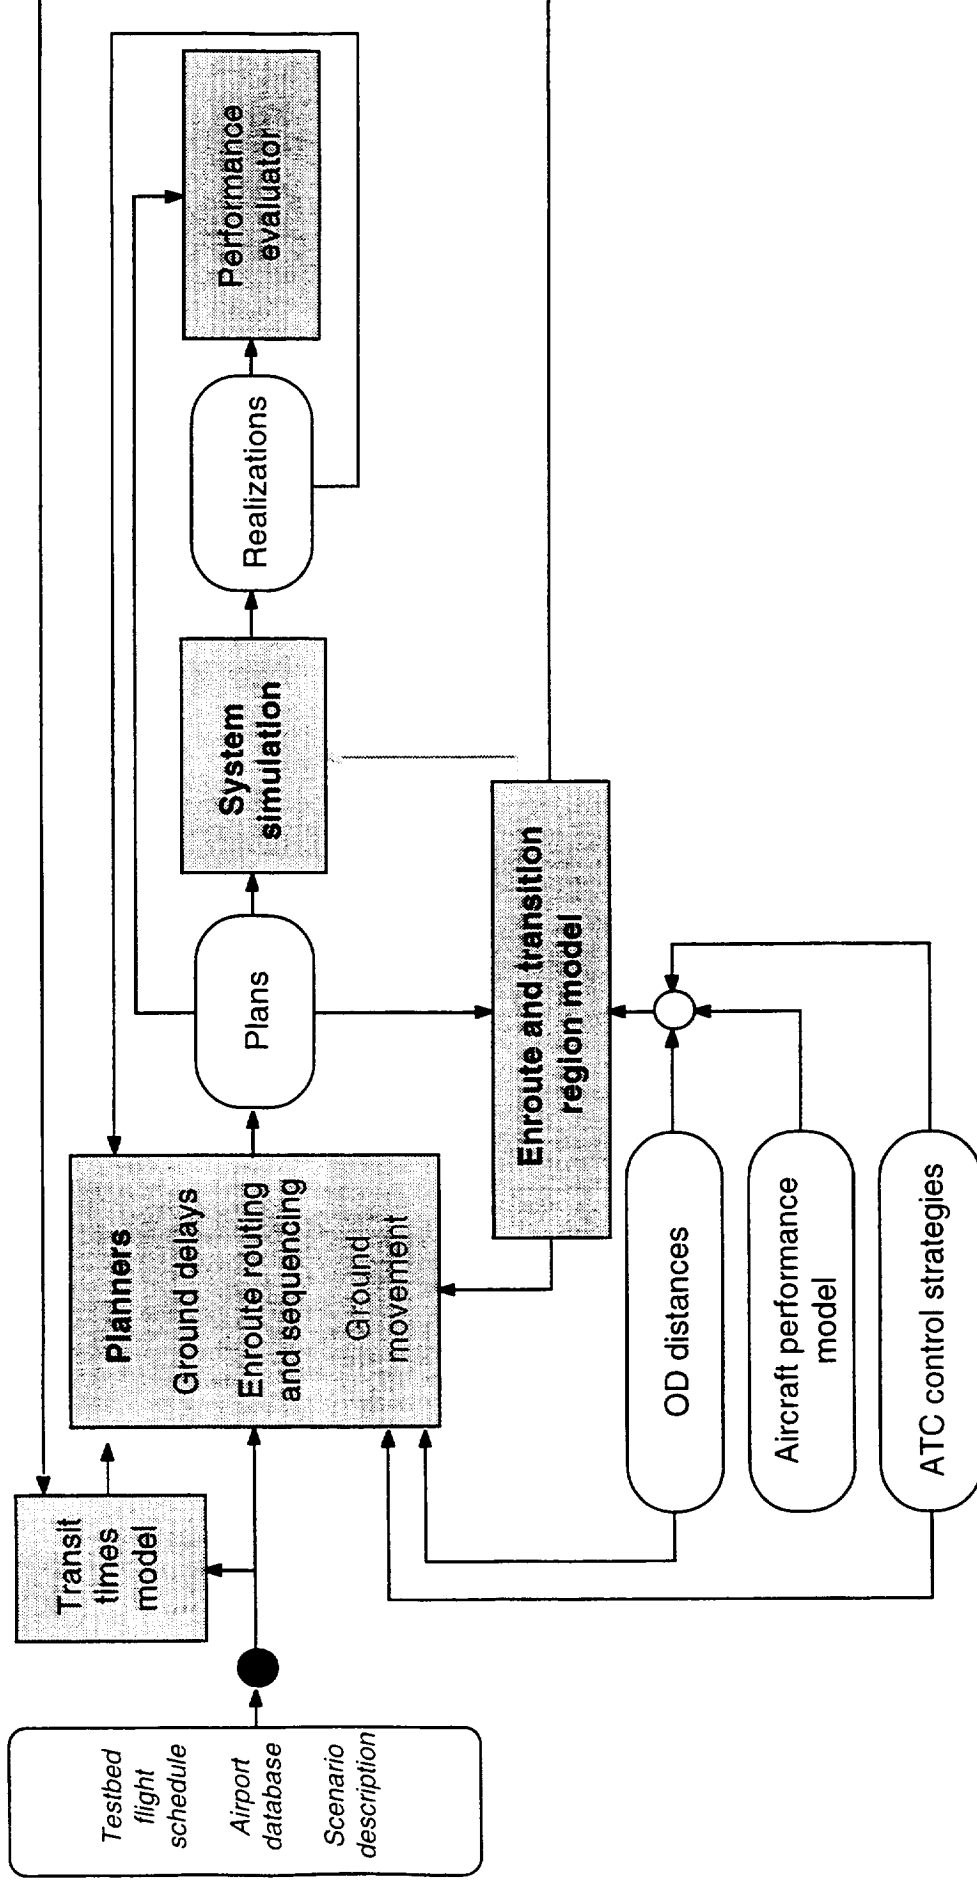 Testbed
flight
schedule
Airport
database
Scenario
description
Transit
times
model
Planners
Ground delays
Enroute routing
and sequencing
Ground
movement
Plans
System
simulation
Realizations
Performance
evaluator
Enroute and transition
region model
OD distances
Aircraft performance
model
ATC control strategies